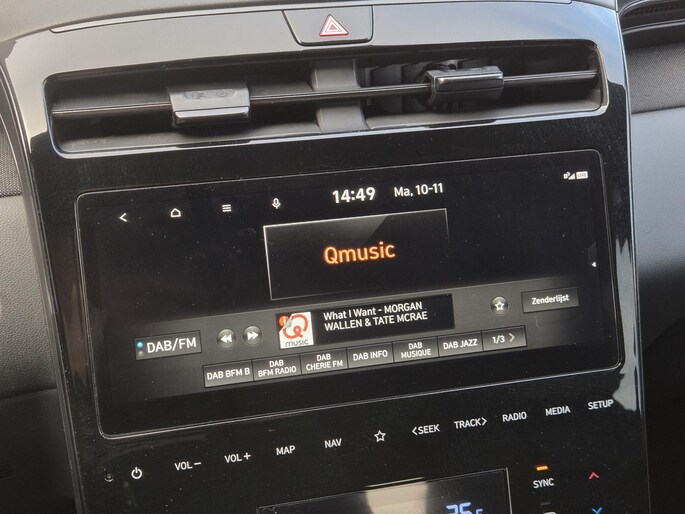 14:49 Ma, 10-11
Qmusic
What I Want - MORGAN
WALLEN & TATE MCRAE
Q
music
Zenderlijst
DAB/FM
DAB BFM B
DAB
BFM RADIO
DAB
CHERIE FM
DAB INFO
DAB
MUSIQUE
DAB JAZZ
1/3 >
VOL−
VOL+
MAP
NAV
<SEEK
TRACK>
RADIO
MEDIA
SETUP
SYNC